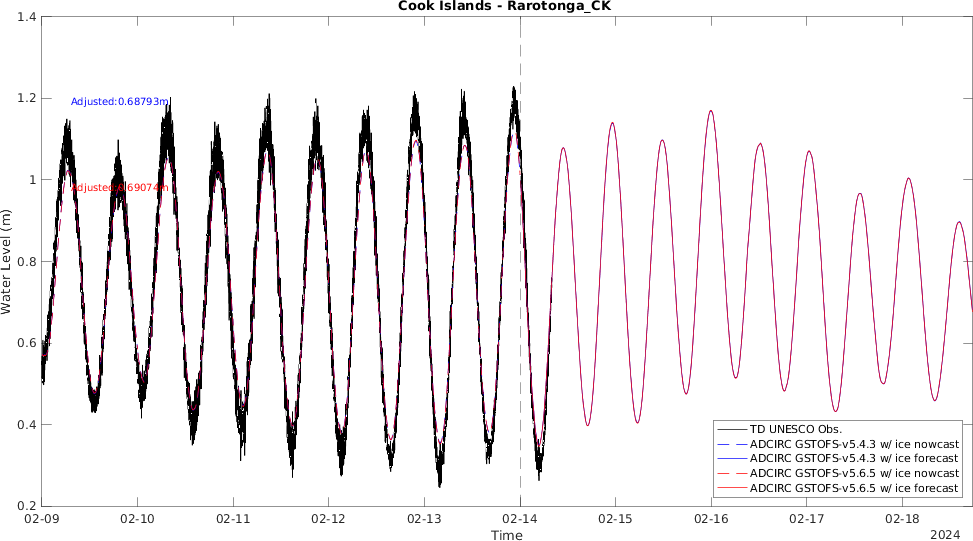 Cook Islands - Rarotonga_CK
1.4
1.2
1
0.8
0.6
0.4
0.2
Water Level (m)
Adjusted:0.68793m
Adjusted:0.69074m
TD UNESCO Obs.
ADCIRC GSTOFS-v5.4.3 w/ ice nowcast
ADCIRC GSTOFS-v5.4.3 w/ ice forecast
ADCIRC GSTOFS-v5.6.5 w/ ice nowcast
ADCIRC GSTOFS-v5.6.5 w/ ice forecast
02-09 02-10 02-11 02-12 02-13 02-14 02-15 02-16 02-17 02-18
Time
2024